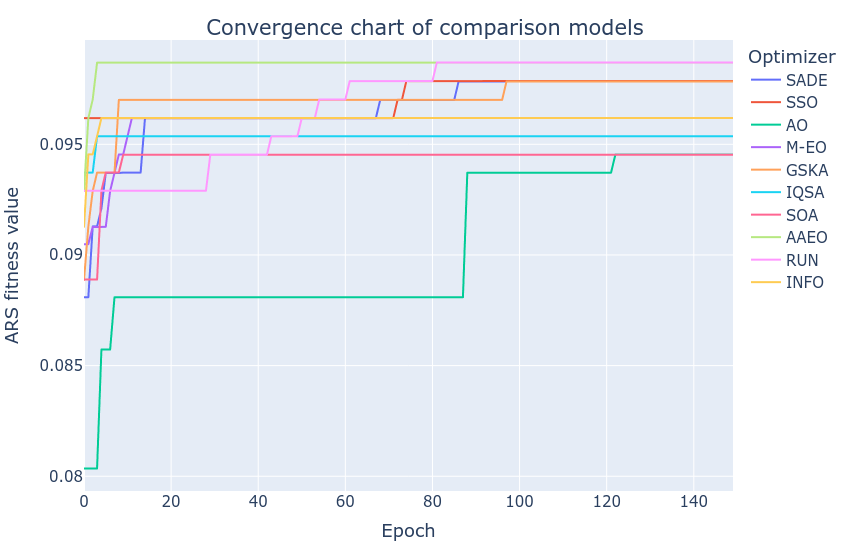 Convergence chart of comparison models
Optimizer
SADE
SSO
AO
M-EO
GSKA
IQSA
SOA
AAEO
RUN
INFO
ARS fitness value
0.095
0.09
0.085
0.08
0
20
40
60
80
100
120
140
Epoch